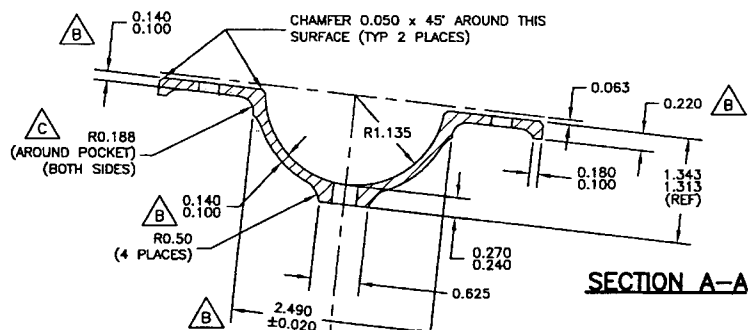 0.140
0.100
B
CHAMFER 0.050 x 45° AROUND THIS
SURFACE (TYP 2 PLACES)
0.063
0.220
B
C
R0.188
(AROUND POCKET)
(BOTH SIDES)
R1.135
0.180
0.100
1.343
1.313
(REF)
0.140
0.100
B
R0.50
(4 PLACES)
0.270
0.240
0.625
SECTION A-A
2.490
±0.020
B